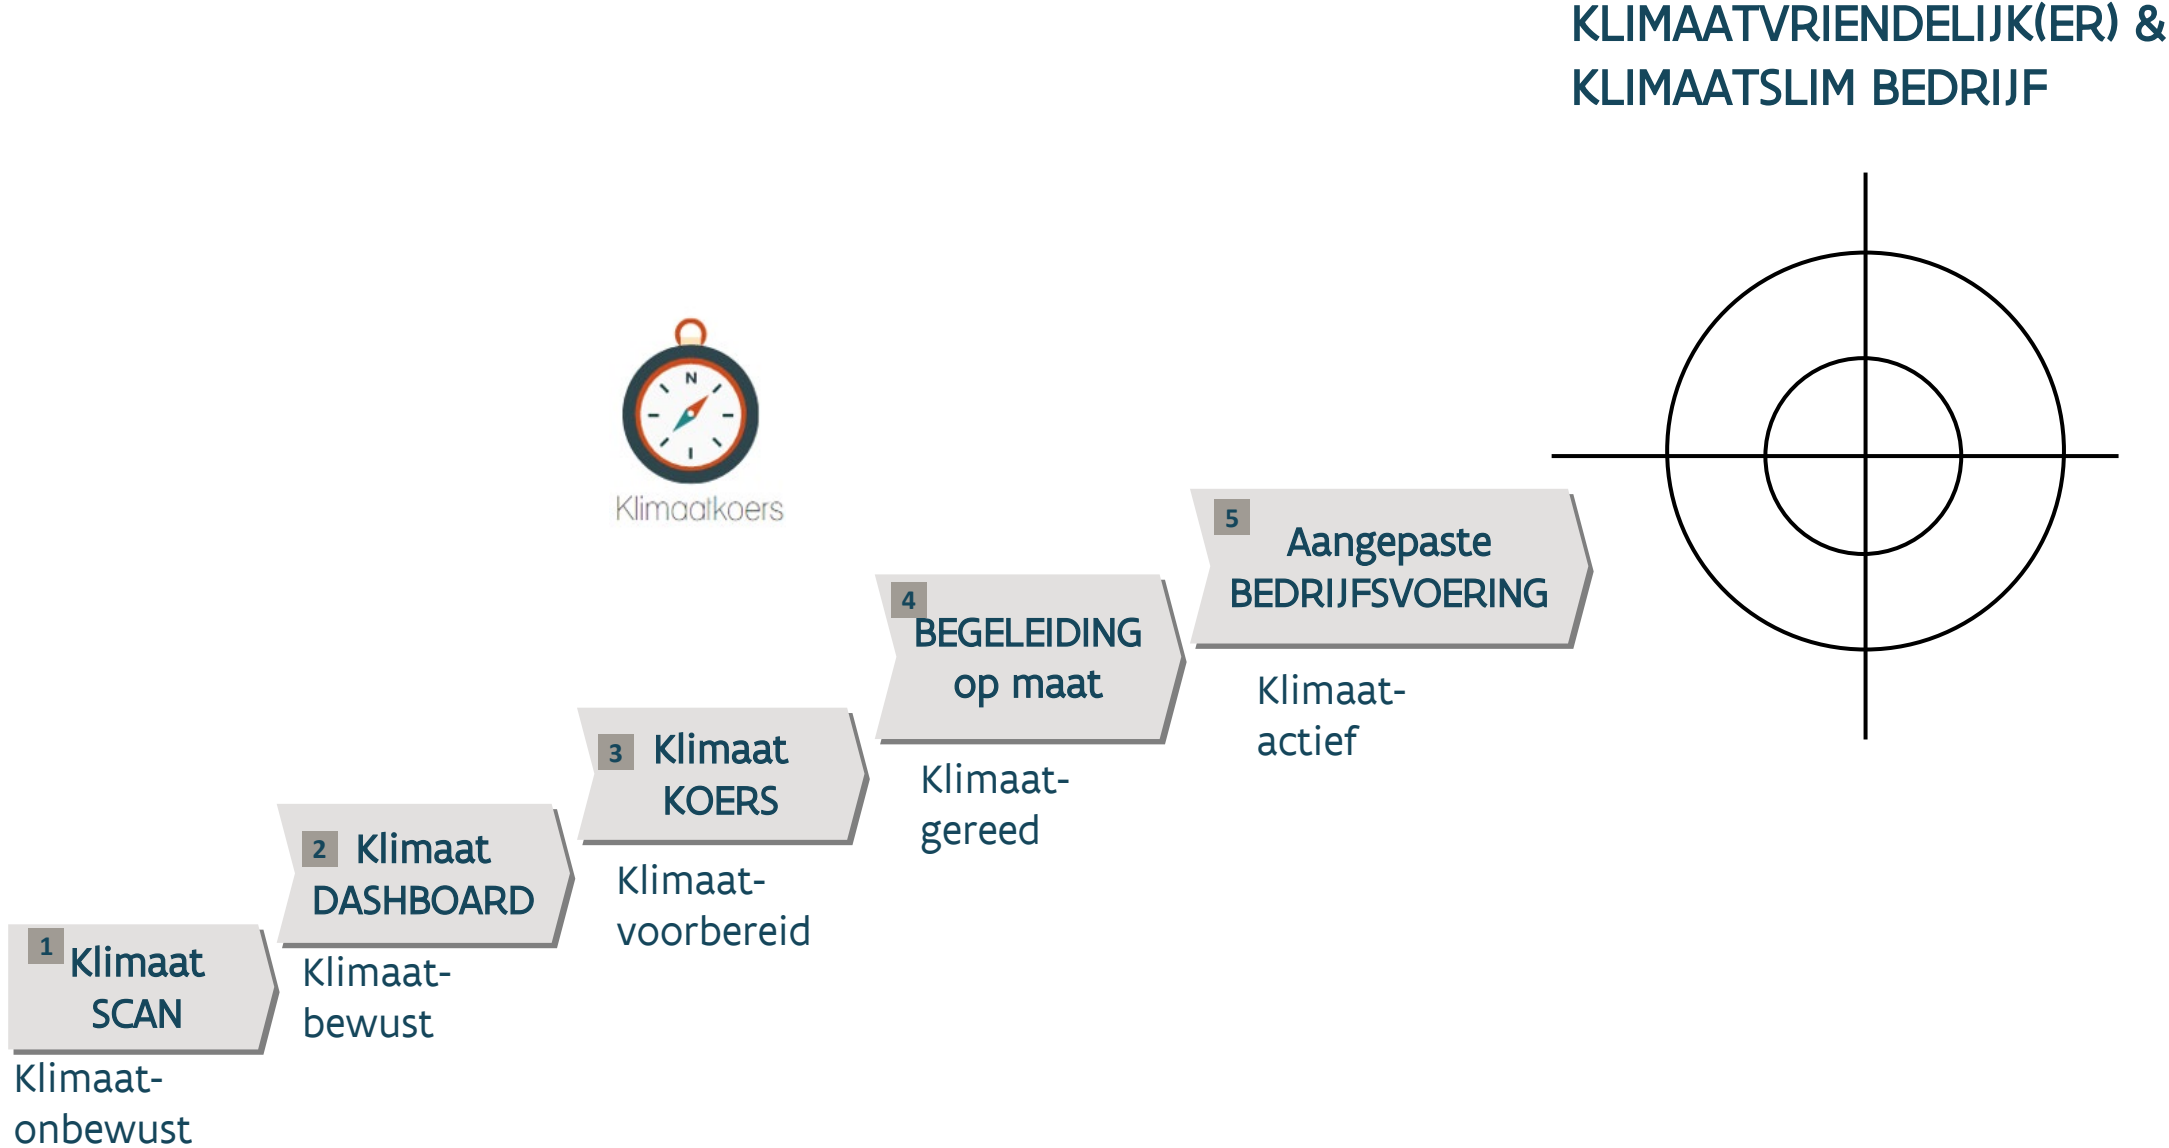 KLIMAATVRIENDELIJK(ER) &
KLIMAATSLIM BEDRIJF
N
Klimaatkoers
5
Aangepaste
BEDRIJFSVOERING
Klimaat-
actief
4
BEGELEIDING
op maat
Klimaat-
gereed
3
Klimaat
KOERS
Klimaat-
voorbereid
2
Klimaat
DASHBOARD
Klimaat-
bewust
1
Klimaat
SCAN
Klimaat-
onbewust